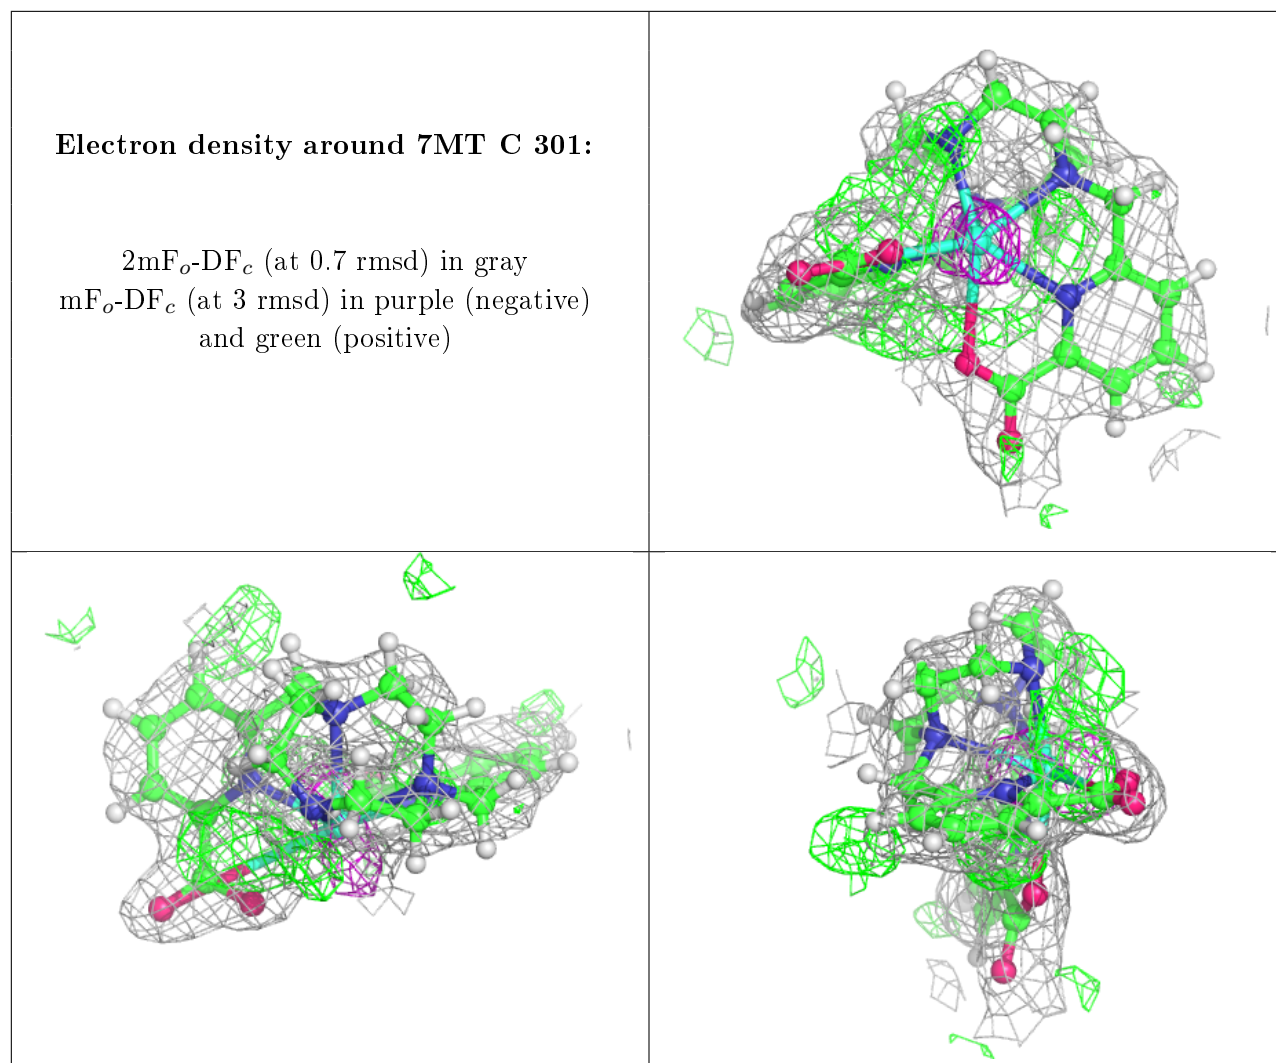 Electron density around 7MT C 301:
2mFo-DFc (at 0.7 rmsd) in gray
mFo-DFc (at 3 rmsd) in purple (negative)
and green (positive)